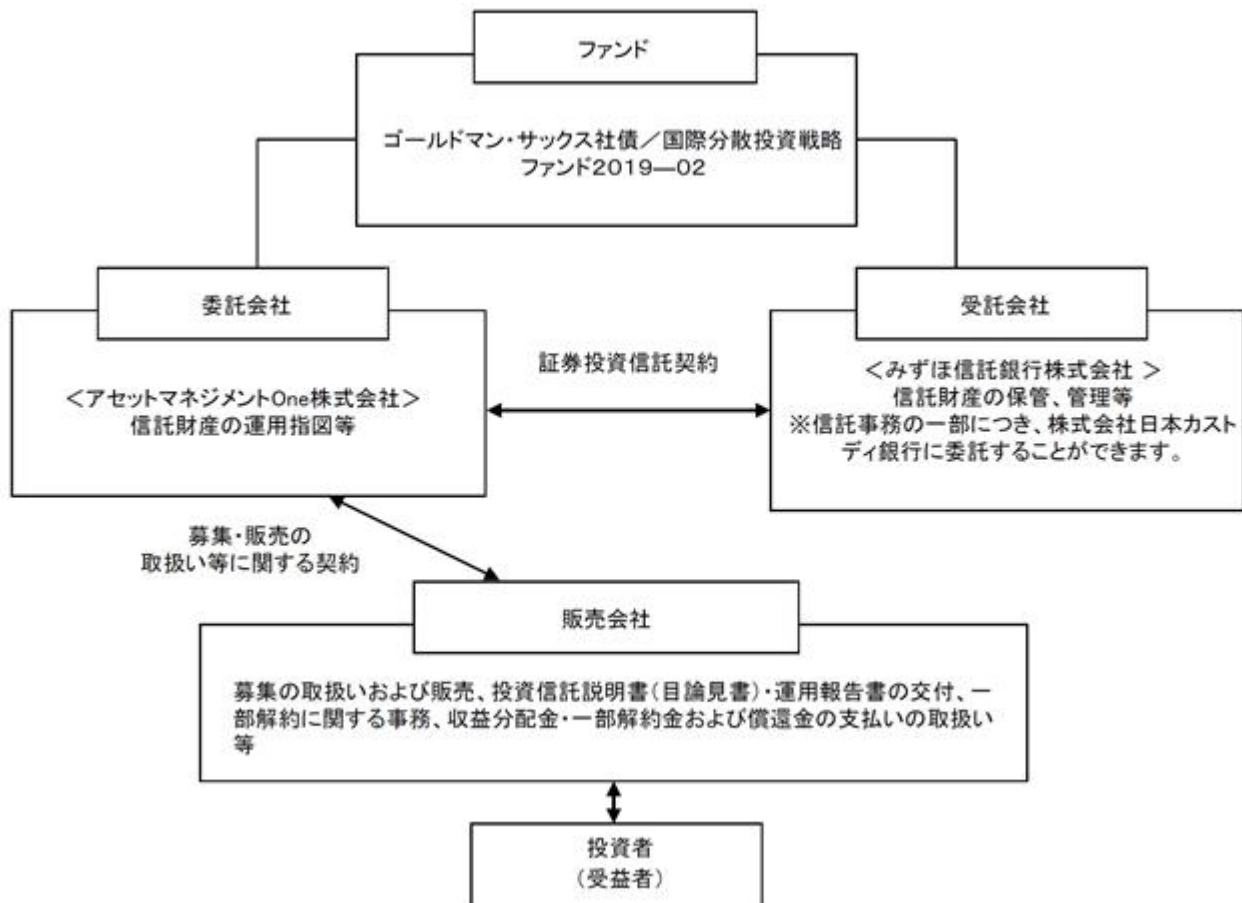 ファンド
ゴールドマン・サックス社債／国際分散投資戦略
ファンド２０１９―０２
委託会社
＜アセットマネジメントOne株式会社＞
信託財産の運用指図等
証券投資信託契約
受託会社
＜みずほ信託銀行株式会社 ＞
信託財産の保管、管理等
※信託事務の一部につき、株式会社日本カスト
ディ銀行に委託することができます。
募集・販売の
取扱い等に関する契約
販売会社
募集の取扱いおよび販売、投資信託説明書（目論見書）・運用報告書の交付、一
部解約に関する事務、収益分配金・一部解約金および償還金の支払いの取扱い
等
投資者
（受益者）